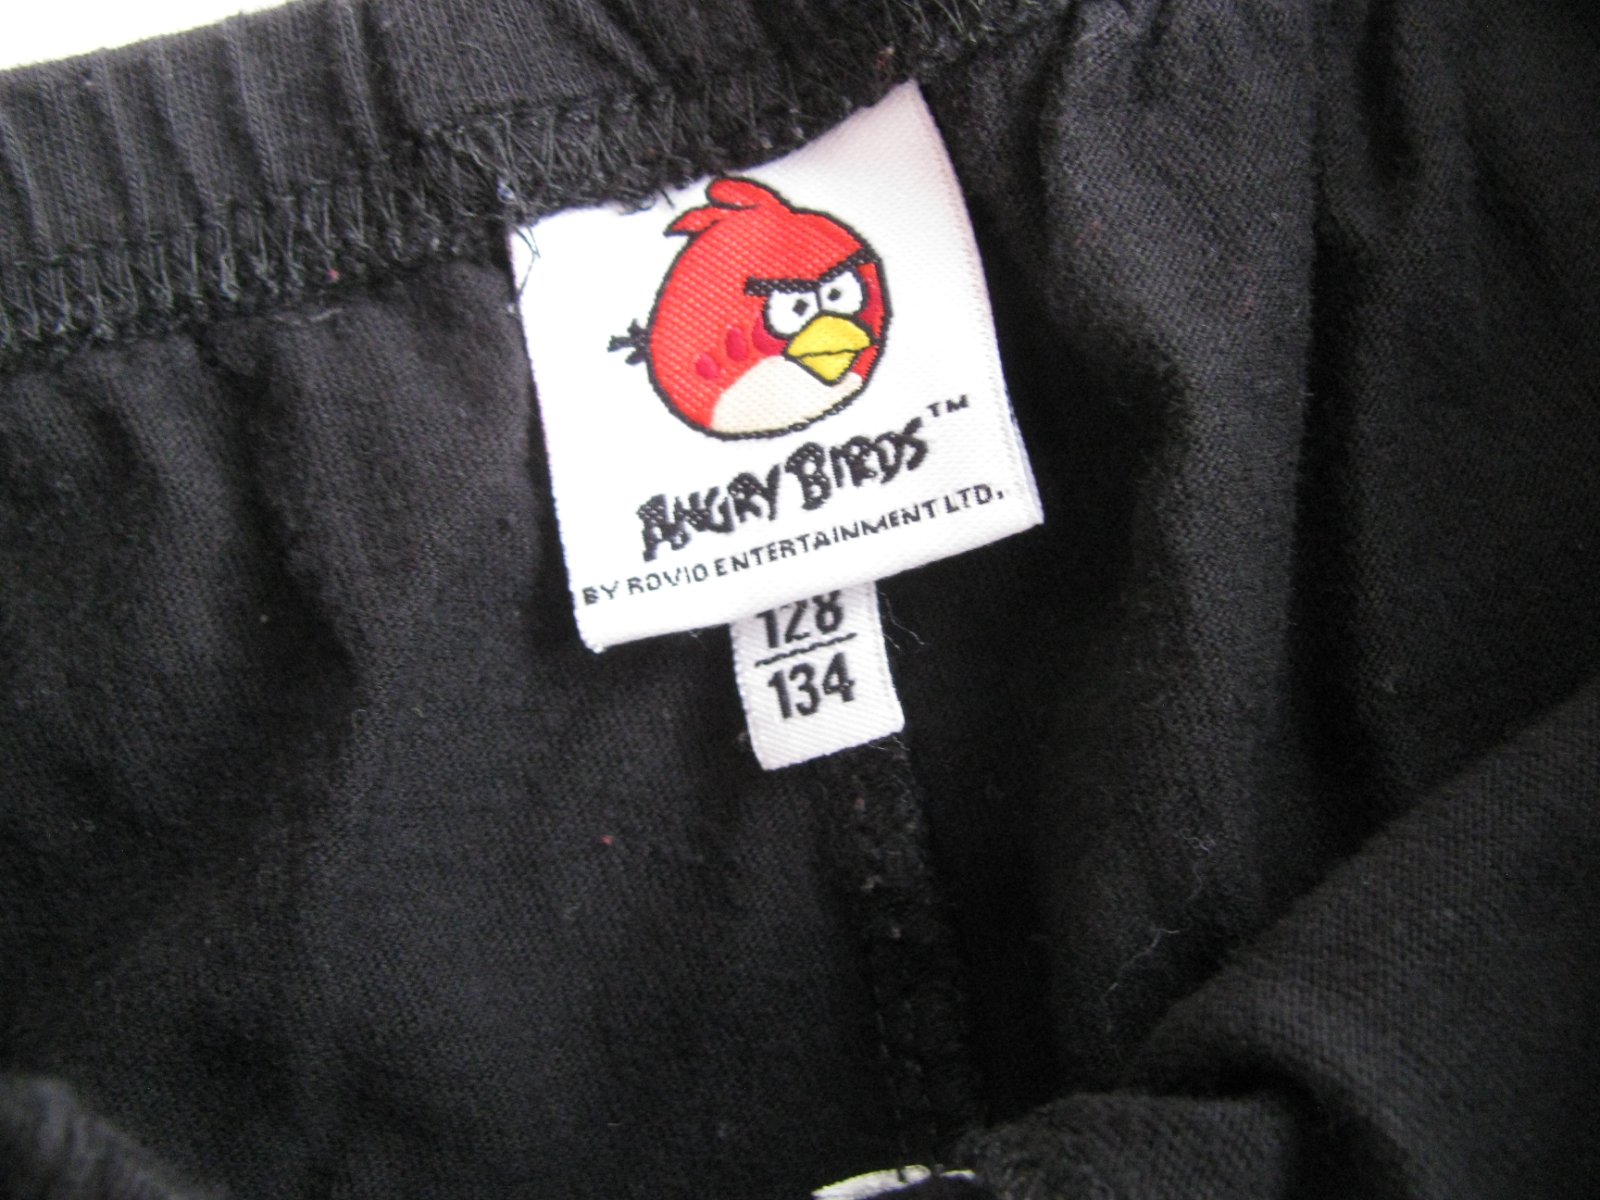 ANGRY BIRDS™
BY ROVIO ENTERTAINMENT LTD.
128
134